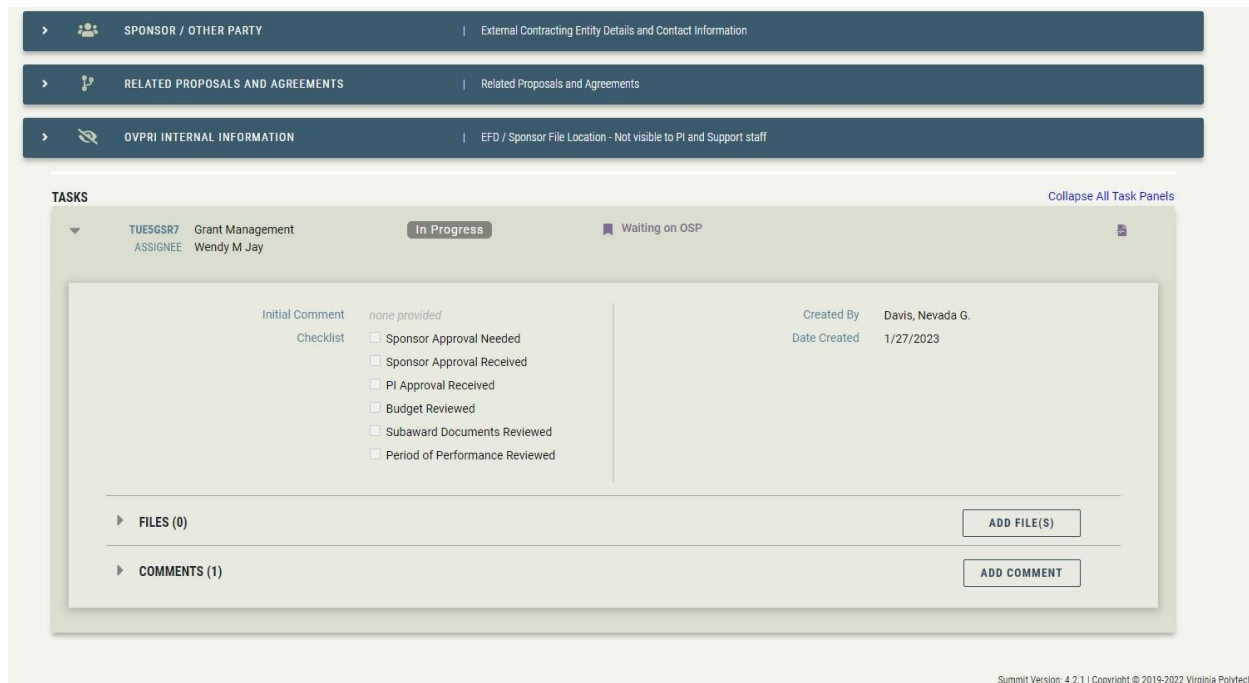 SPONSOR / OTHER PARTY | External Contracting Entity Details and Contact Information
RELATED PROPOSALS AND AGREEMENTS | Related Proposals and Agreements
OVPRI INTERNAL INFORMATION | EFD / Sponsor File Location - Not visible to PI and Support staff
TASKS Collapse All Task Panels
TUE5GSR7 Grant Management In Progress Waiting on OSP
ASSIGNEE Wendy M Jay
Initial Comment none provided Created By Davis, Nevada G.
Checklist Sponsor Approval Needed Date Created 1/27/2023
Sponsor Approval Received
PI Approval Received
Budget Reviewed
Subaward Documents Reviewed
Period of Performance Reviewed
FILES (0) ADD FILE(S)
COMMENTS (1) ADD COMMENT
Summit Version: 4.2.1 | Copyright © 2019-2022 Virginia Polytec